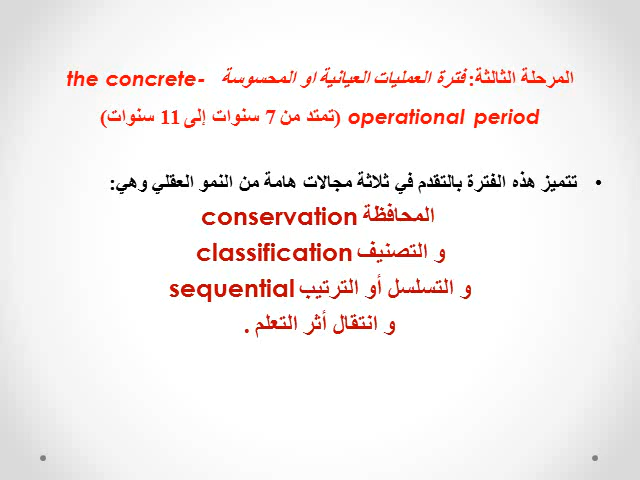 المرحلة الثالثة: فترة العمليات العيانية او المحسوسة the concrete-
operational period (تمتد من 7 سنوات إلى 11 سنوات)
• تتميز هذه الفترة بالتقدم في ثلاثة مجالات هامة من النمو العقلي وهي:
المحافظة conservation
و التصنيف classification
و التسلسل أو الترتيب sequential
و انتقال أثر التعلم .